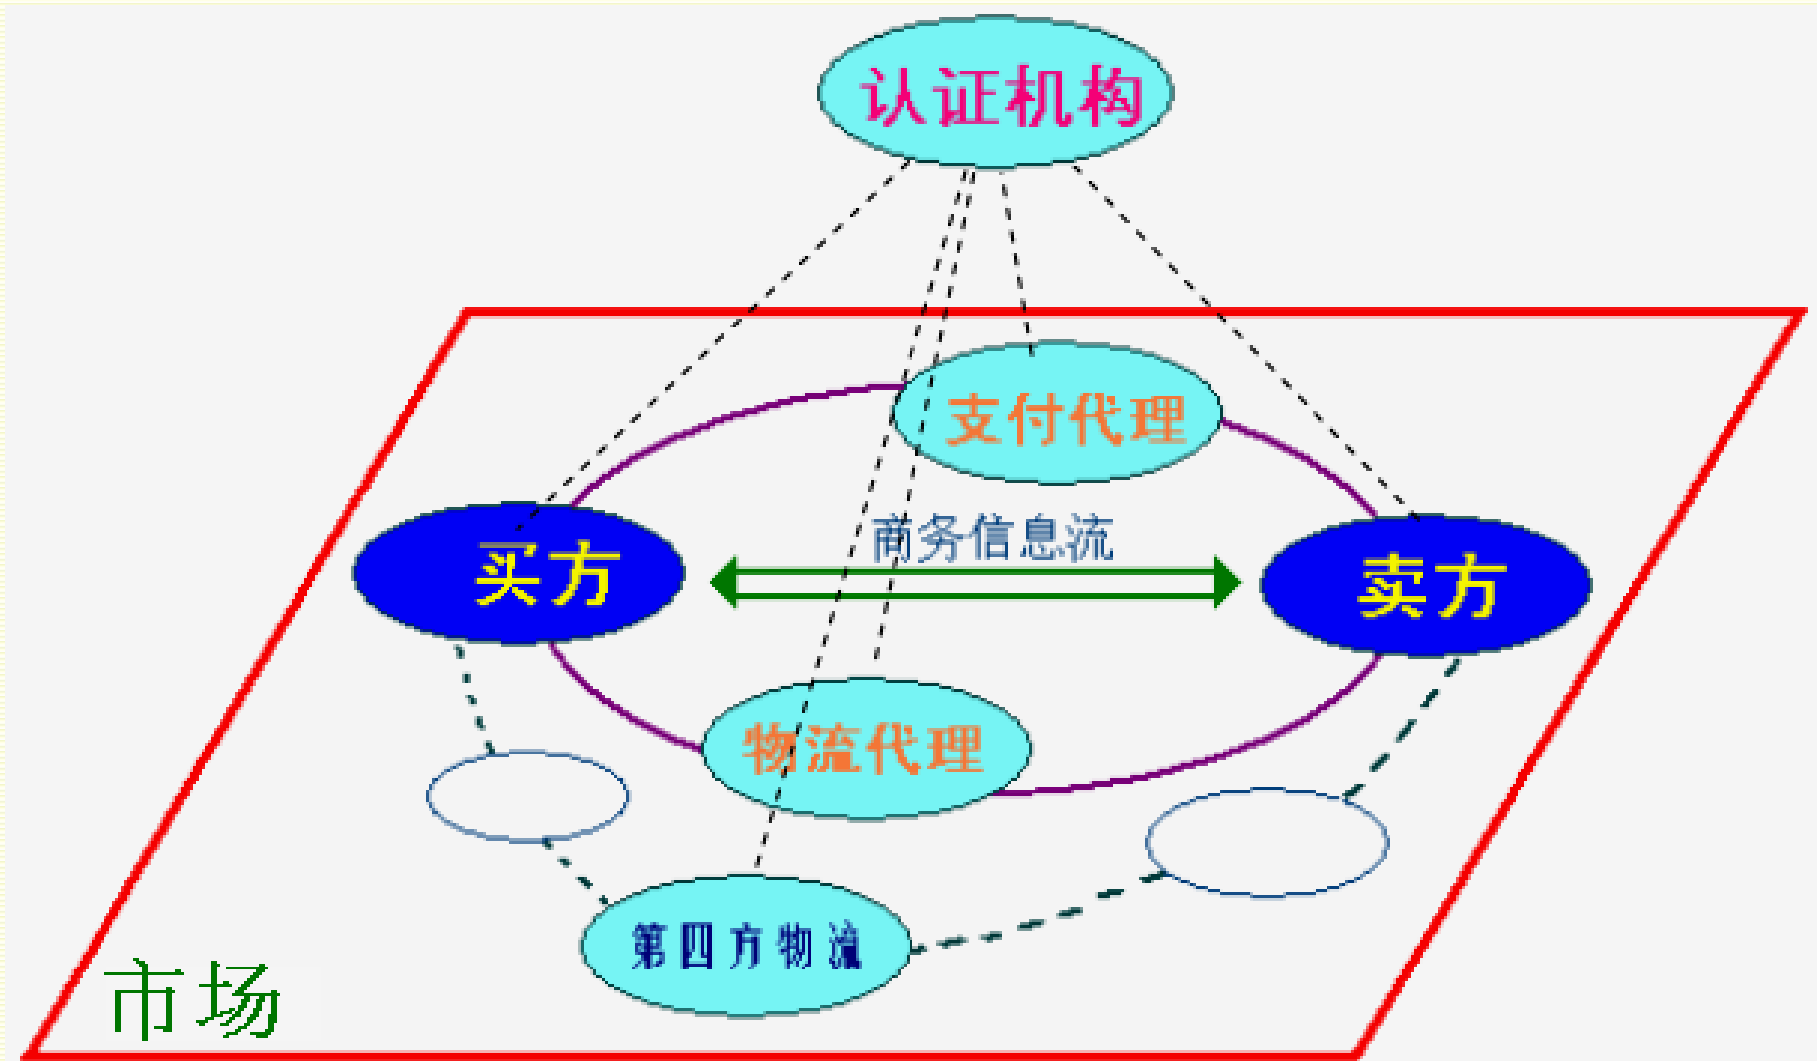 认证机构
支付代理
商务信息流
买方
卖方
物流代理
第四方物流
市场